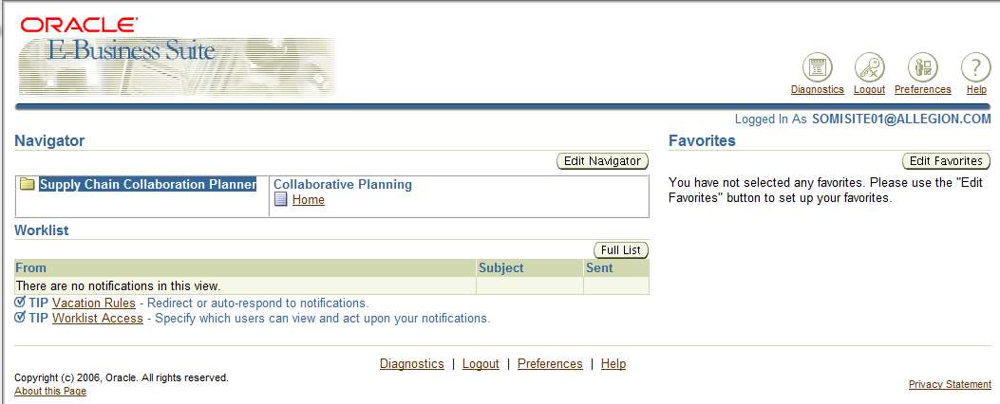 ORACLE
E-Business Suite
Diagnostics Logout Preferences Help
Logged In As SOMISITE01@ALLEGION.COM
Navigator
Edit Navigator
Supply Chain Collaboration Planner
Collaborative Planning
Home
Favorites
Edit Favorites
You have not selected any favorites. Please use the "Edit
Favorites" button to set up your favorites.
Worklist
Full List
From Subject Sent
There are no notifications in this view.
TIP Vacation Rules - Redirect or auto-respond to notifications.
TIP Worklist Access - Specify which users can view and act upon your notifications.
Diagnostics | Logout | Preferences | Help
Copyright (c) 2006, Oracle. All rights reserved.
About this Page
Privacy Statement